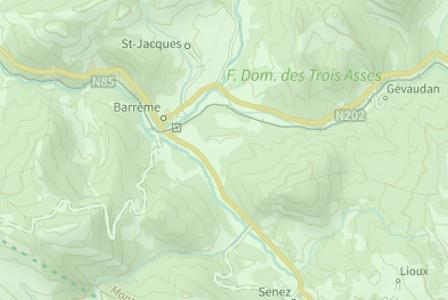 St-Jacques
F. Dom. des Trois Asses
N85
Gévaudan
Barrême
N202
Lioux
Senez